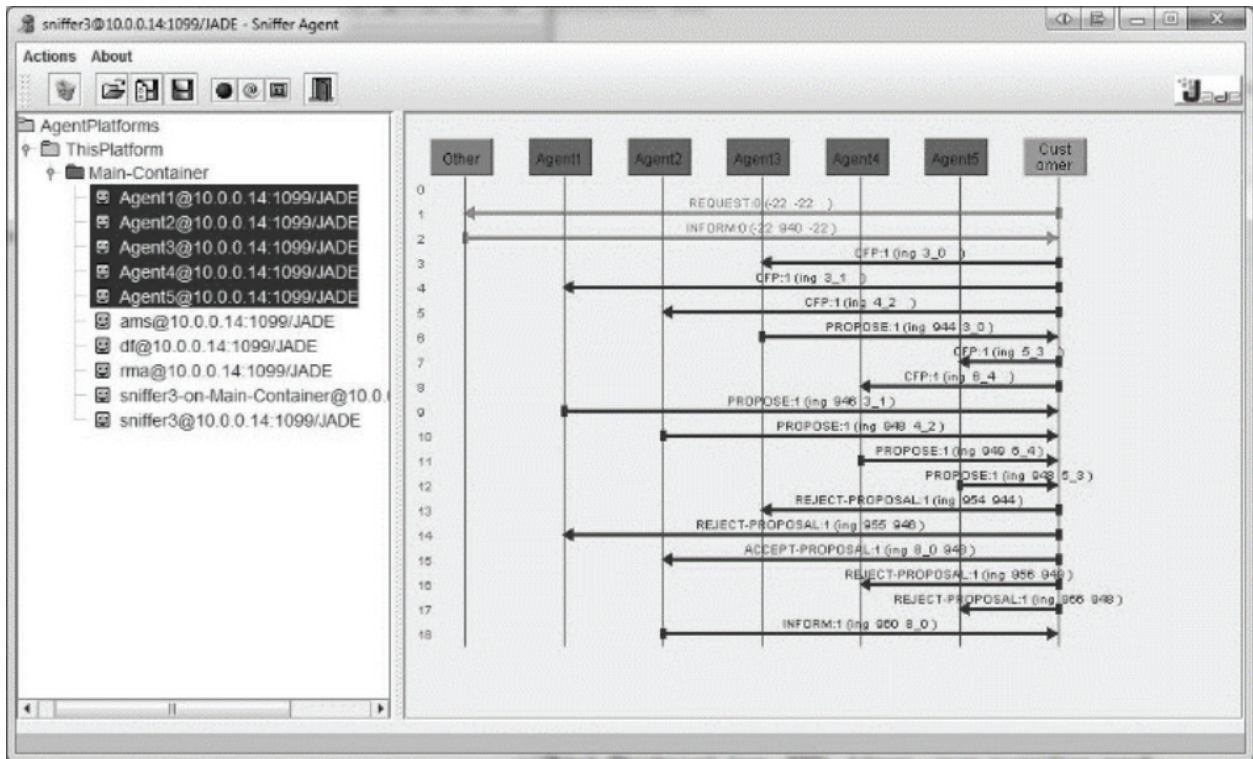 sniffer3@10.0.0.14:1099/JADE - Sniffer Agent
Actions About
Jade
AgentPlatforms
ThisPlatform
Main-Container
Agent1@10.0.0.14:1099/JADE
Agent2@10.0.0.14:1099/JADE
Agent3@10.0.0.14:1099/JADE
Agent4@10.0.0.14:1099/JADE
Agent5@10.0.0.14:1099/JADE
ams@10.0.0.14:1099/JADE
df@10.0.0.14:1099/JADE
rma@10.0.0.14:1099/JADE
sniffer3-on-Main-Container@10.0.
sniffer3@10.0.0.14:1099/JADE
Other Agent1 Agent2 Agent3 Agent4 Agent5 Cust omer
0
REQUEST:0 (-22 -22 )
1
INFORM:0 (-22 940 -22)
2
CFP:1 (ing 3_0 )
3
CFP:1 (ing 3_1 )
4
CFP:1 (ing 4_2 )
5
PROPOSE:1 (ing 944 3_0)
6
CFP:1 (ing 5_3 )
7
CFP:1 (ing 6_4 )
8
PROPOSE:1 (ing 946 3_1)
9
PROPOSE:1 (ing 948 4_2)
10
PROPOSE:1 (ing 949 6_4)
11
PROPOSE:1 (ing 948 5_3)
12
REJECT-PROPOSAL:1 (ing 954 944)
13
REJECT-PROPOSAL:1 (ing 955 946)
14
ACCEPT-PROPOSAL:1 (ing 8_0 948)
15
REJECT-PROPOSAL:1 (ing 956 949)
16
REJECT-PROPOSAL:1 (ing 956 948)
17
INFORM:1 (ing 960 8_0)
18